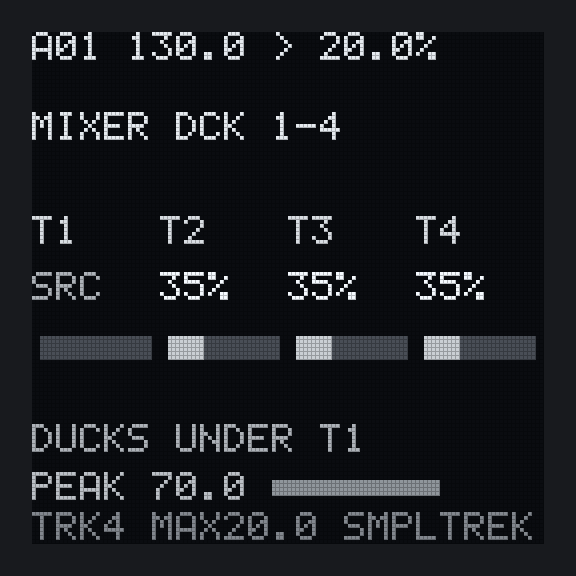 A01 130.0 > 20.0%
MIXER DCK 1-4
T1 T2 T3 T4
SRC 35% 35% 35%
DUCKS UNDER T1
PEAK 70.0
TRK4 MAX20.0 SMPLTREK